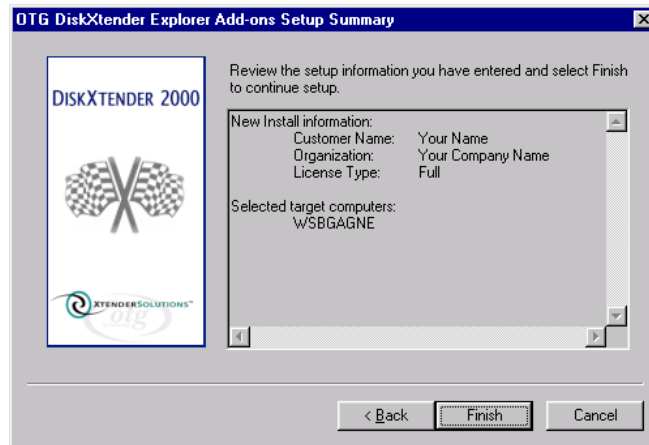 OTG DiskXtender Explorer Add-ons Setup Summary
DISKXTENDER 2000
XTENDERSOLUTIONS™
otg
Review the setup information you have entered and select Finish
to continue setup.
New Install information:
Customer Name: Your Name
Organization: Your Company Name
License Type: Full
Selected target computers:
WSBGAGNE
< Back
Finish
Cancel